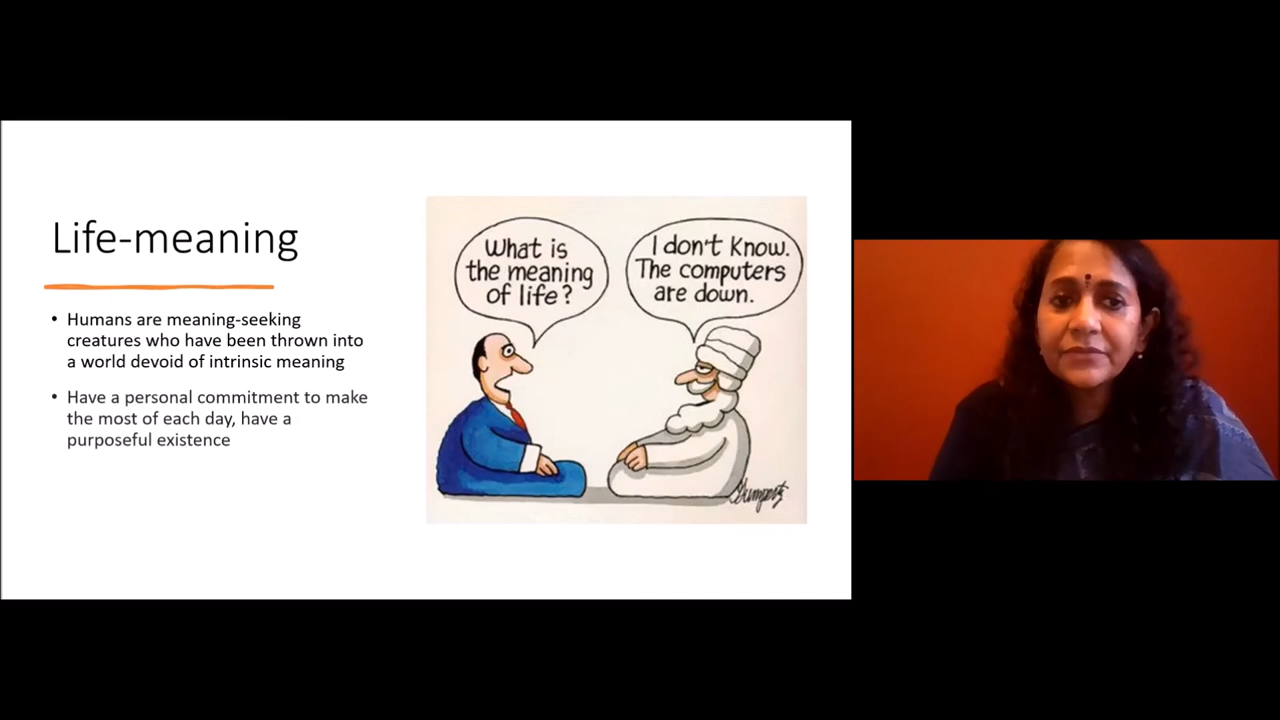 Life-meaning
• Humans are meaning-seeking
creatures who have been thrown into
a world devoid of intrinsic meaning
• Have a personal commitment to make
the most of each day, have a
purposeful existence
What is
the meaning
of life?
I don't know.
The computers
are down.